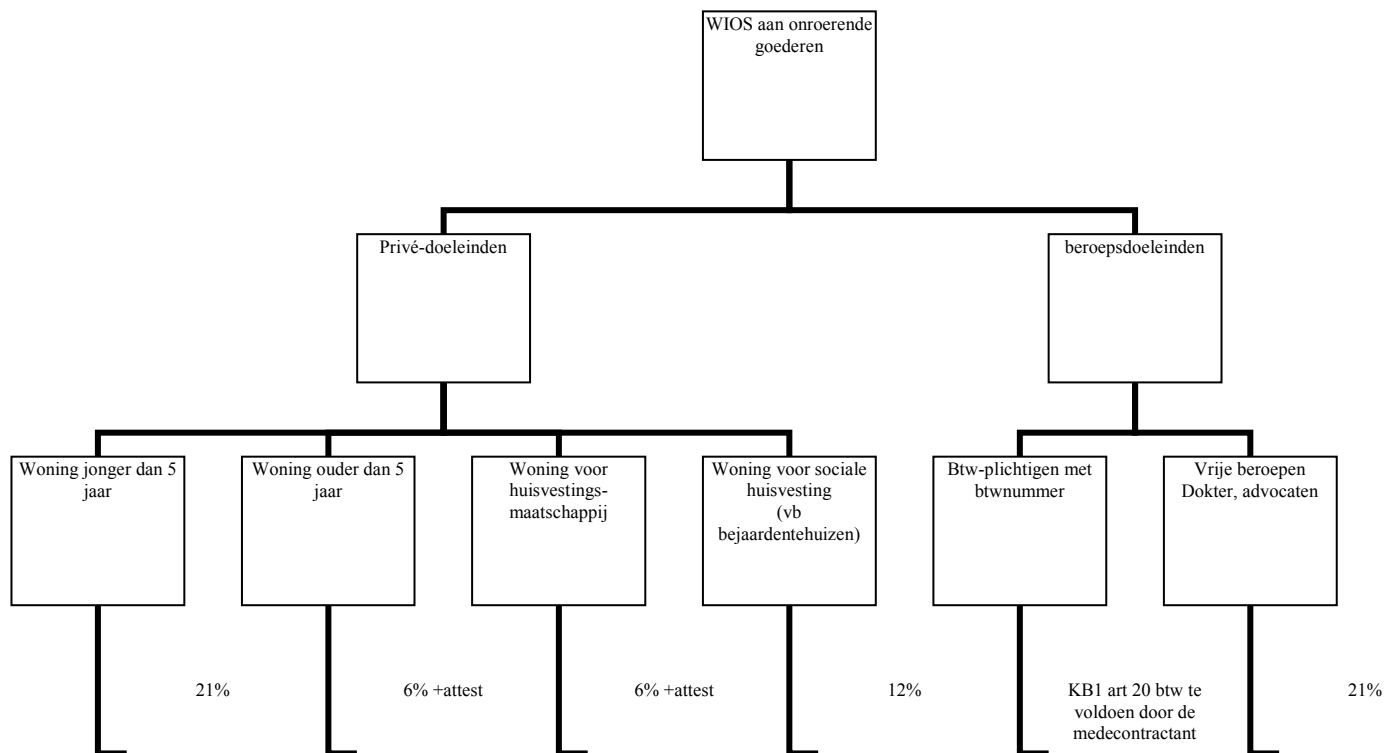 WIOS aan onroerende
goederen
Privé-doeleinden
beroepsdoeleinden
Woning jonger dan 5
jaar
Woning ouder dan 5
jaar
Woning voor
huisvestings-
maatschappij
Woning voor sociale
huisvesting
(vb
bejaardentehuizen)
Btw-plichtigen met
btwnummer
Vrije beroepen
Dokter, advocaten
21%
6% +attest
6% +attest
12%
KB1 art 20 btw te
voldoen door de
medecontractant
21%